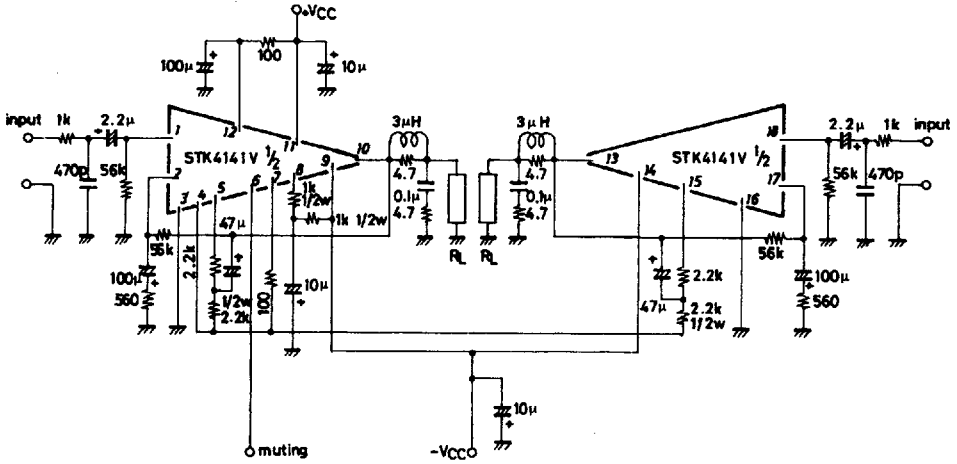 +VCC
100μ +
100
+ 10μ
input
1k
2.2μ
+
470p
56k
1
2
STK4141V 1/2
12
11
10
9
8
7
6
5
4
3
3μH
4.7
0.1μ
4.7
RL
1k
1/2w
1k 1/2w
56k
100μ
+
560
2.2k
47μ
+
1/2w
2.2k
100
10μ
+
3μH
4.7
0.1μ
4.7
RL
13
14
15
16
17
18
STK4141V 1/2
2.2μ
+
1k
input
56k
470p
56k
100μ
+
560
+
47μ
2.2k
2.2k
1/2w
10μ
+
muting
-VCC